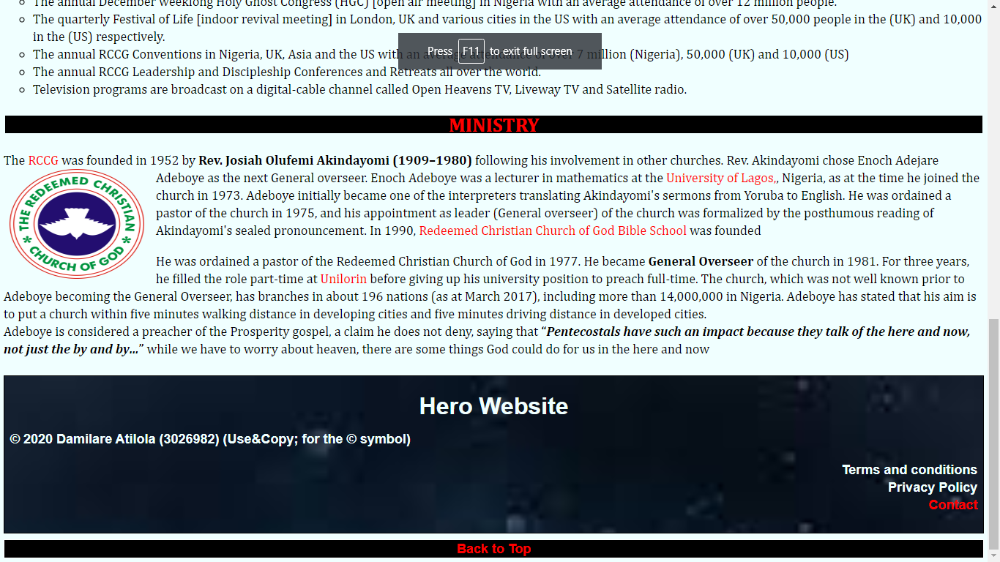 The annual December weeklong Holy Ghost Congress (HGC) [open air meeting] in Nigeria with an average attendance of over 12 million people.
The quarterly Festival of Life [indoor revival meeting] in London, UK and various cities in the US with an average attendance of over 50,000 people in the (UK) and 10,000
in the (US) respectively.
Press F11 to exit full screen
The annual RCCG Conventions in Nigeria, UK, Asia and the US with an average attendance of over 7 million (Nigeria), 50,000 (UK) and 10,000 (US)
The annual RCCG Leadership and Discipleship Conferences and Retreats all over the world.
Television programs are broadcast on a digital-cable channel called Open Heavens TV, Liveway TV and Satellite radio.
MINISTRY
The RCCG was founded in 1952 by Rev. Josiah Olufemi Akindayomi (1909–1980) following his involvement in other churches. Rev. Akindayomi chose Enoch Adejare
THE REDEEMED CHRISTIAN
CHURCH OF GOD
Adeboye as the next General overseer. Enoch Adeboye was a lecturer in mathematics at the University of Lagos,, Nigeria, as at the time he joined the
church in 1973. Adeboye initially became one of the interpreters translating Akindayomi's sermons from Yoruba to English. He was ordained a
pastor of the church in 1975, and his appointment as leader (General overseer) of the church was formalized by the posthumous reading of
Akindayomi's sealed pronouncement. In 1990, Redeemed Christian Church of God Bible School was founded
He was ordained a pastor of the Redeemed Christian Church of God in 1977. He became General Overseer of the church in 1981. For three years,
he filled the role part-time at Unilorin before giving up his university position to preach full-time. The church, which was not well known prior to
Adeboye becoming the General Overseer, has branches in about 196 nations (as at March 2017), including more than 14,000,000 in Nigeria. Adeboye has stated that his aim is
to put a church within five minutes walking distance in developing cities and five minutes driving distance in developed cities.
Adeboye is considered a preacher of the Prosperity gospel, a claim he does not deny, saying that “Pentecostals have such an impact because they talk of the here and now,
not just the by and by…” while we have to worry about heaven, there are some things God could do for us in the here and now
Hero Website
© 2020 Damilare Atilola (3026982) (Use&Copy; for the © symbol)
Terms and conditions
Privacy Policy
Contact
Back to Top